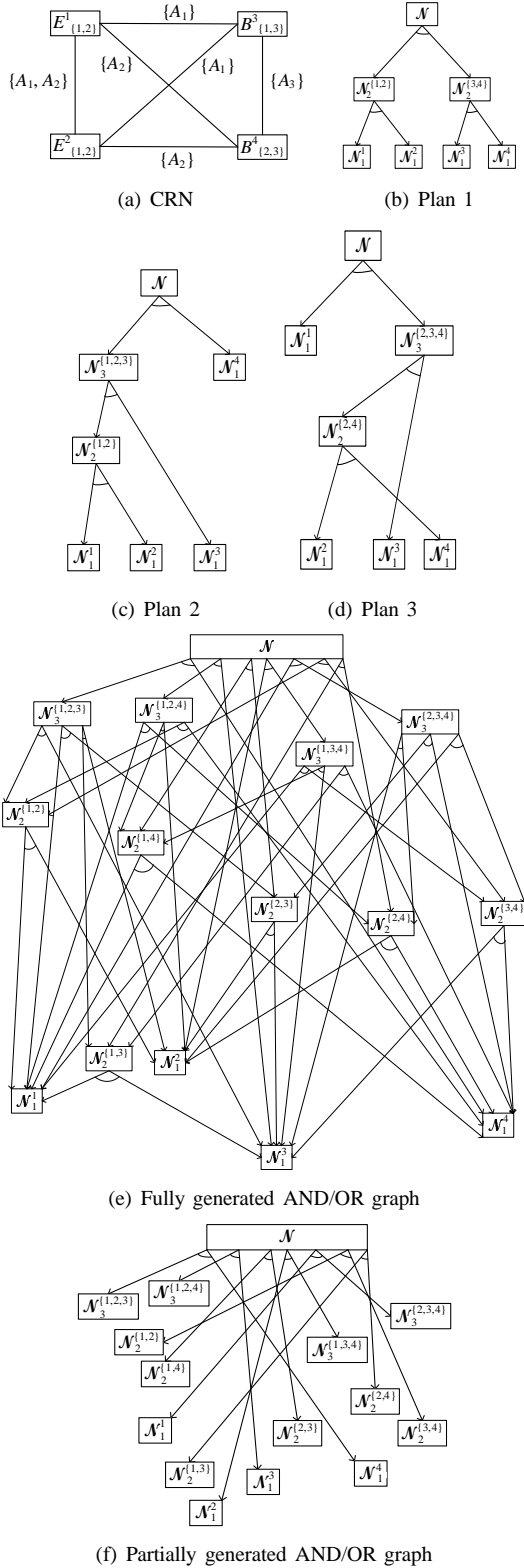 E^1_{1,2} {A_1} B^3_{1,3} 𝒩
{A_1, A_2} {A_2} {A_1} {A_3} 𝒩_2^{1,2} 𝒩_2^{3,4}
E^2_{1,2} {A_2} B^4_{2,3} 𝒩_1^1 𝒩_1^2 𝒩_1^3 𝒩_1^4
(a) CRN (b) Plan 1
𝒩
𝒩_3^{1,2,3} 𝒩_1^4
𝒩_2^{1,2}
𝒩_1^1 𝒩_1^2 𝒩_1^3
(c) Plan 2
𝒩
𝒩_1^1 𝒩_3^{2,3,4}
𝒩_2^{2,4}
𝒩_1^2 𝒩_1^3 𝒩_1^4
(d) Plan 3
𝒩
𝒩_3^{1,2,3} 𝒩_3^{1,2,4} 𝒩_3^{2,3,4}
𝒩_3^{1,3,4}
𝒩_2^{1,2}
𝒩_2^{1,4}
𝒩_2^{2,3} 𝒩_2^{2,4} 𝒩_2^{3,4}
𝒩_2^{1,3} 𝒩_1^2
𝒩_1^1 𝒩_1^4
𝒩_1^3
(e) Fully generated AND/OR graph
𝒩
𝒩_3^{1,2,3} 𝒩_3^{1,2,4} 𝒩_3^{2,3,4}
𝒩_2^{1,2} 𝒩_3^{1,3,4}
𝒩_2^{1,4}
𝒩_2^{2,4}
𝒩_1^1 𝒩_2^{2,3} 𝒩_2^{3,4}
𝒩_2^{1,3} 𝒩_1^3 𝒩_1^4
𝒩_1^2
(f) Partially generated AND/OR graph